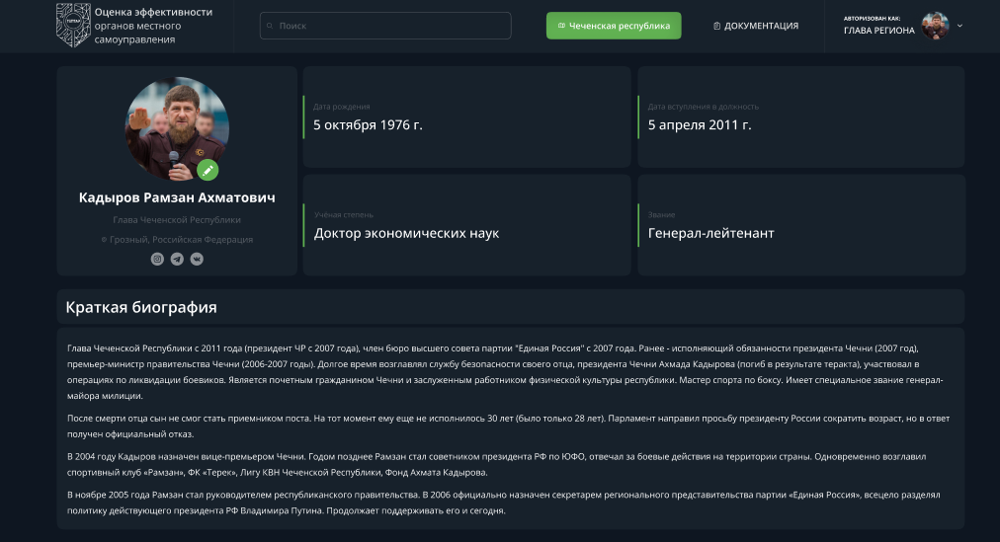 Оценка эффективности
органов местного
самоуправления
Поиск
Чеченская республика
ДОКУМЕНТАЦИЯ
АВТОРИЗОВАН КАК:
ГЛАВА РЕГИОНА
Кадыров Рамзан Ахматович
Глава Чеченской Республики
Грозный, Российская Федерация
Дата рождения
5 октября 1976 г.
Дата вступления в должность
5 апреля 2011 г.
Учёная степень
Доктор экономических наук
Звание
Генерал-лейтенант
Краткая биография
Глава Чеченской Республики с 2011 года (президент ЧР с 2007 года), член бюро высшего совета партии "Единая Россия" с 2007 года. Ранее - исполняющий обязанности президента Чечни (2007 год),
премьер-министр правительства Чечни (2006-2007 годы). Долгое время возглавлял службу безопасности своего отца, президента Чечни Ахмада Кадырова (погиб в результате теракта), участвовал в
операциях по ликвидации боевиков. Является почетным гражданином Чечни и заслуженным работником физической культуры республики. Мастер спорта по боксу. Имеет специальное звание генерал-
майора милиции.
После смерти отца сын не смог стать приемником поста. На тот момент ему еще не исполнилось 30 лет (было только 28 лет). Парламент направил просьбу президенту России сократить возраст, но в ответ
получен официальный отказ.
В 2004 году Кадыров назначен вице-премьером Чечни. Годом позднее Рамзан стал советником президента РФ по ЮФО, отвечал за боевые действия на территории страны. Одновременно возглавил
спортивный клуб «Рамзан», ФК «Терек», Лигу КВН Чеченской Республики, Фонд Ахмата Кадырова.
В ноябре 2005 года Рамзан стал руководителем республиканского правительства. В 2006 официально назначен секретарем регионального представительства партии «Единая Россия», всецело разделял
политику действующего президента РФ Владимира Путина. Продолжает поддерживать его и сегодня.